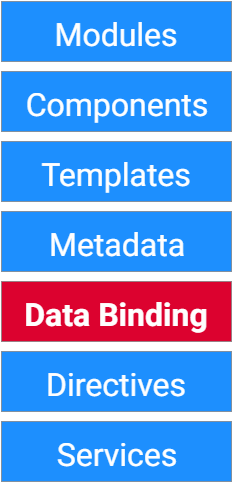 Modules
Components
Templates
Metadata
Data Binding
Directives
Services